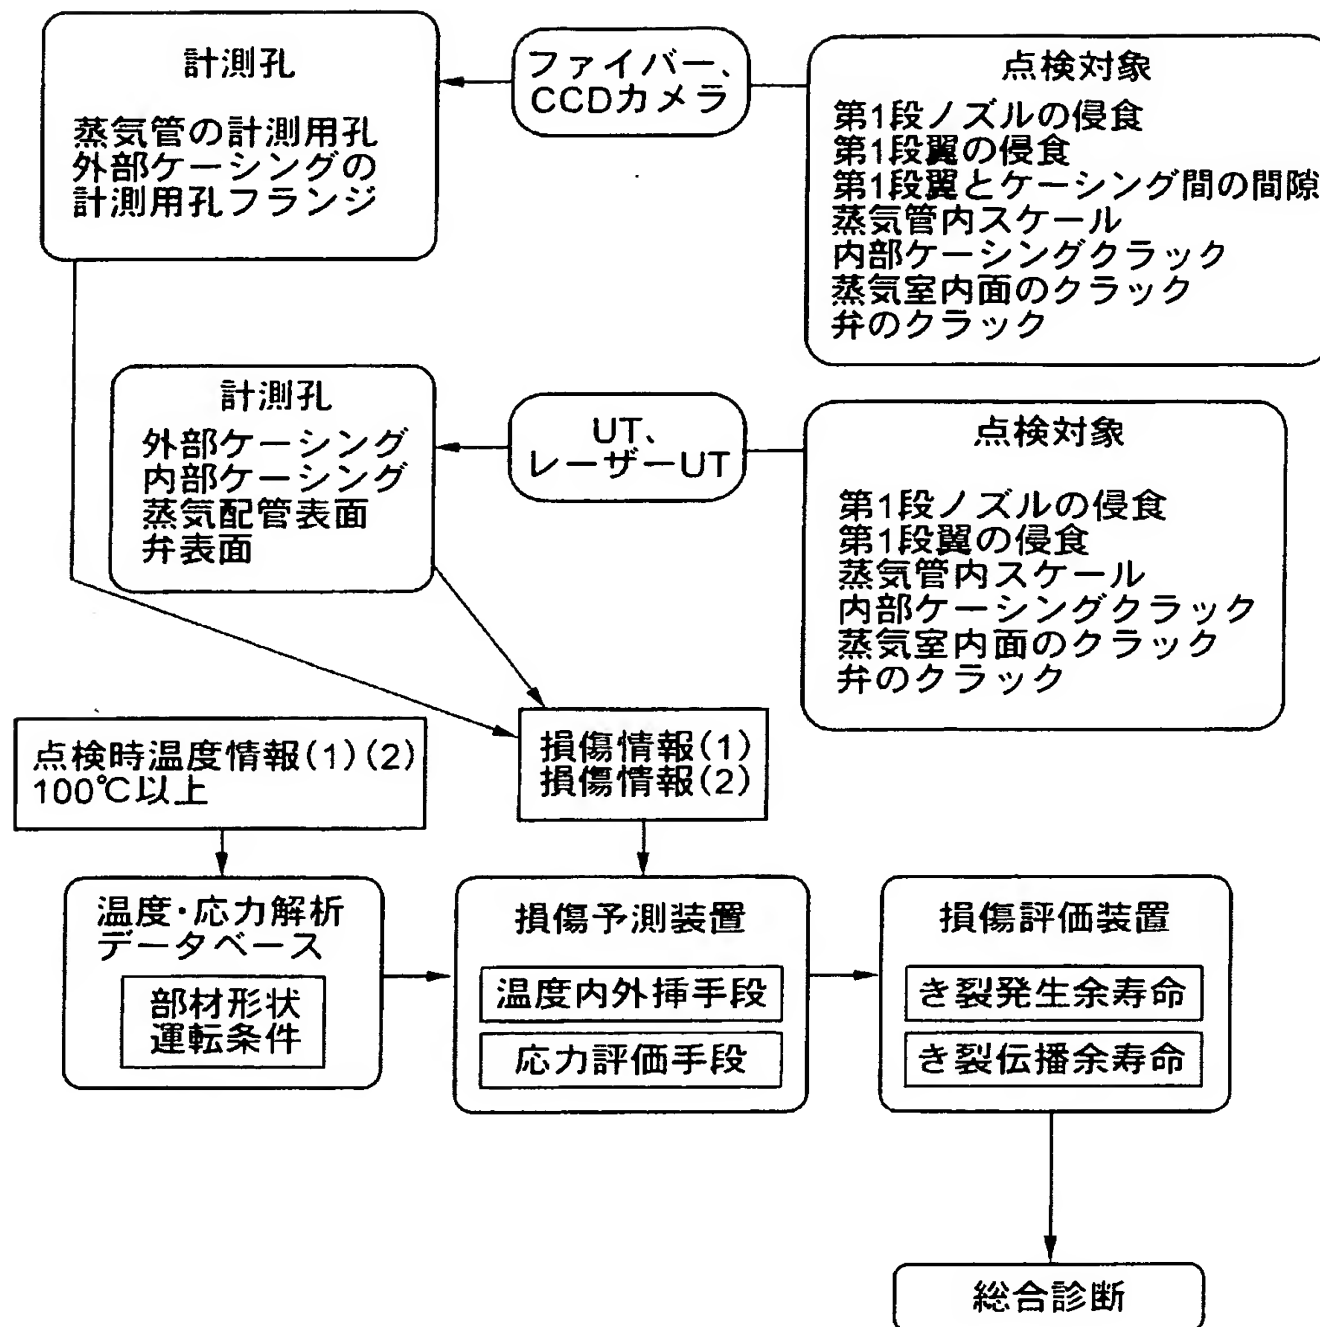 計測孔
蒸気管の計測用孔
外部ケーシングの
計測用孔フランジ
ファイバー、
CCDカメラ
点検対象
第1段ノズルの侵食
第1段翼の侵食
第1段翼とケーシング間の間隙
蒸気管内スケール
内部ケーシングクラック
蒸気室内面のクラック
弁のクラック
計測孔
外部ケーシング
内部ケーシング
蒸気配管表面
弁表面
UT、
レーザーUT
点検対象
第1段ノズルの侵食
第1段翼の侵食
蒸気管内スケール
内部ケーシングクラック
蒸気室内面のクラック
弁のクラック
点検時温度情報(1)(2)
100℃以上
損傷情報(1)
損傷情報(2)
温度・応力解析
データベース
部材形状
運転条件
損傷予測装置
温度内外挿手段
応力評価手段
損傷評価装置
き裂発生余寿命
き裂伝播余寿命
総合診断